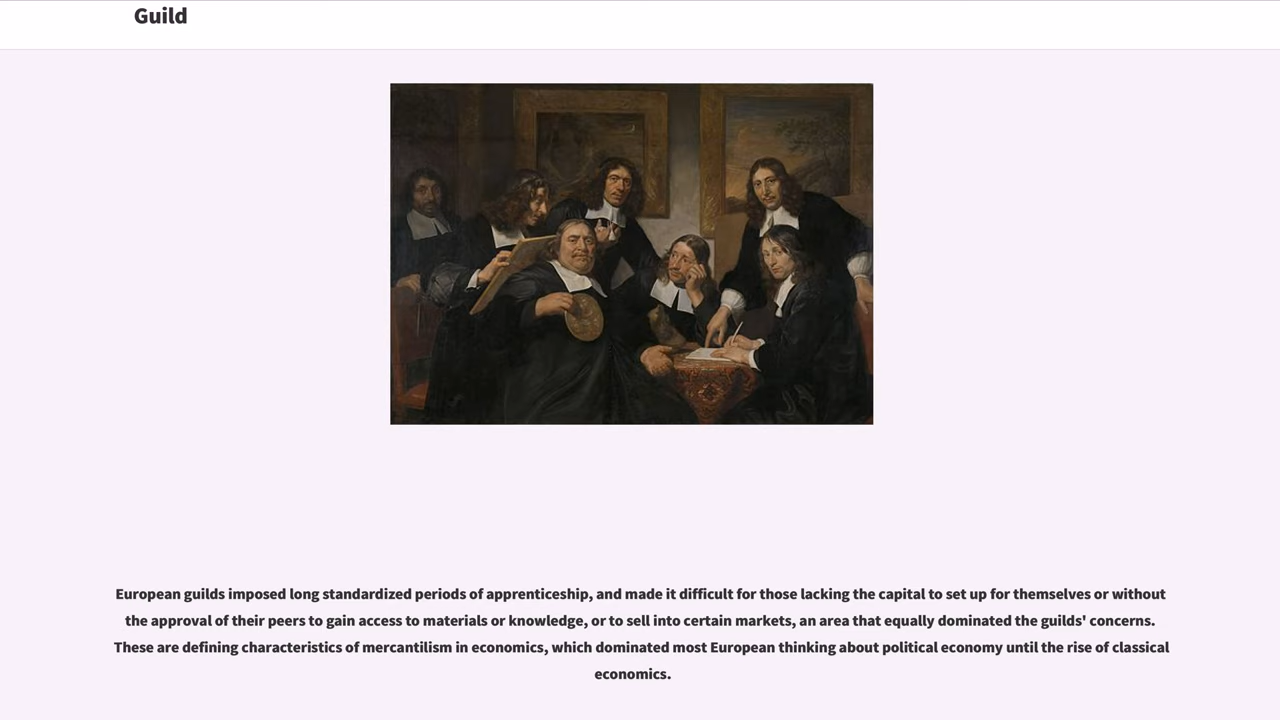 Guild
European guilds imposed long standardized periods of apprenticeship, and made it difficult for those lacking the capital to set up for themselves or without
the approval of their peers to gain access to materials or knowledge, or to sell into certain markets, an area that equally dominated the guilds' concerns.
These are defining characteristics of mercantilism in economics, which dominated most European thinking about political economy until the rise of classical
economics.